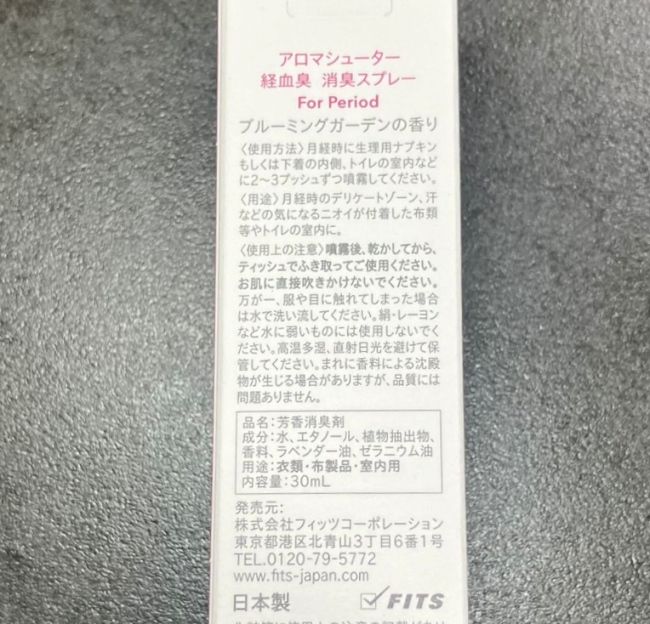 アロマシューター
経血臭 消臭スプレー
For Period
ブルーミングガーデンの香り
〈使用方法〉月経時に生理用ナプキン
もしくは下着の内側、トイレの室内など
に2〜3プッシュずつ噴霧してください。
〈用途〉月経時のデリケートゾーン、汗
などの気になるニオイが付着した布類
等やトイレの室内に。
〈使用上の注意〉噴霧後、乾かしてから、
ティッシュでふき取ってご使用ください。
お肌に直接吹きかけないでください。
万が一、服や目に触れてしまった場合
は水で洗い流してください。絹・レーヨン
など水に弱いものには使用しないでく
ださい。高温多湿、直射日光を避けて保
管してください。まれに香料による沈殿
物が生じる場合がありますが、品質には
問題ありません。
品名：芳香消臭剤
成分：水、エタノール、植物抽出物、
香料、ラベンダー油、ゼラニウム油
用途：衣類・布製品・室内用
内容量：30mL
発売元：
株式会社フィッツコーポレーション
東京都港区北青山3丁目6番1号
TEL.0120-79-5772
www.fits-japan.com
日本製 FITS